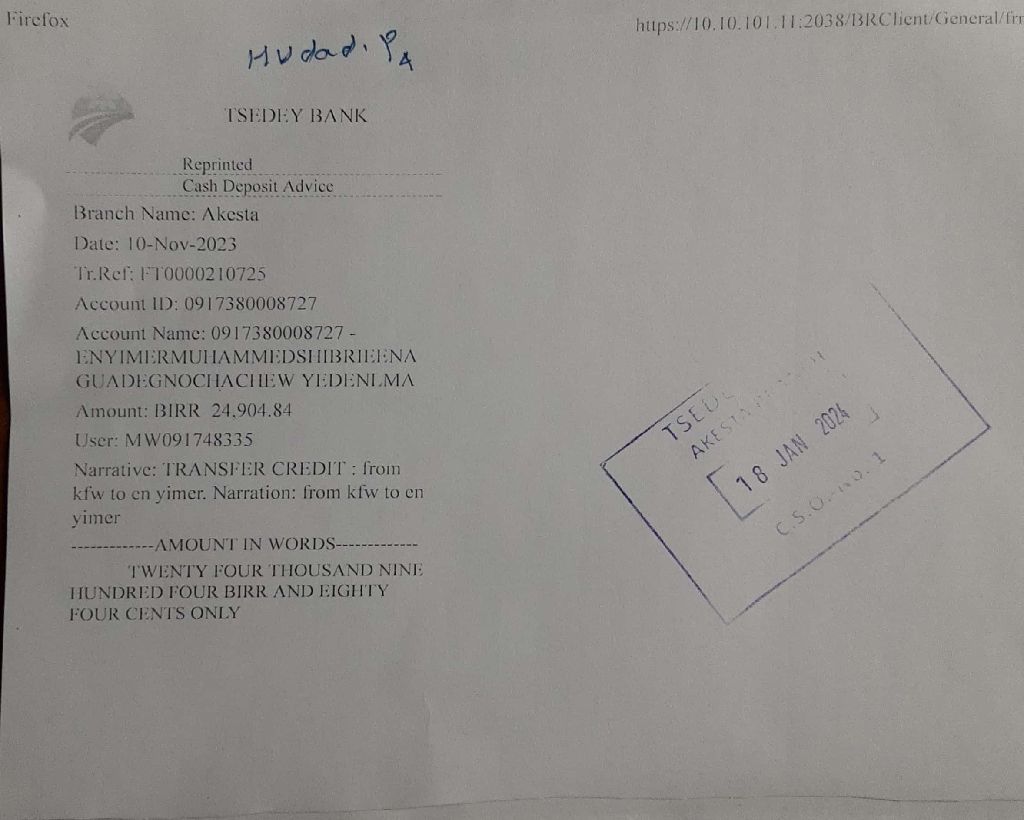 Firefox
https://10.10.101.11:2038/BRClient/General/frr
Hudad. P4
TSEDEY BANK
Reprinted
Cash Deposit Advice
Branch Name: Akesta
Date: 10-Nov-2023
Tr.Ref: FT0000210725
Account ID: 0917380008727
Account Name: 0917380008727 -
ENYIMERMUHAMMEDSHIBRIEENA
GUADEGNOCHACHEW YEDENLMA
Amount: BIRR 24,904.84
User: MW091748335
Narrative: TRANSFER CREDIT : from
kfw to en yimer. Narration: from kfw to en
yimer
-------------AMOUNT IN WORDS-------------
TWENTY FOUR THOUSAND NINE
HUNDRED FOUR BIRR AND EIGHTY
FOUR CENTS ONLY
18 JAN 2024
C.S.O. No. 1